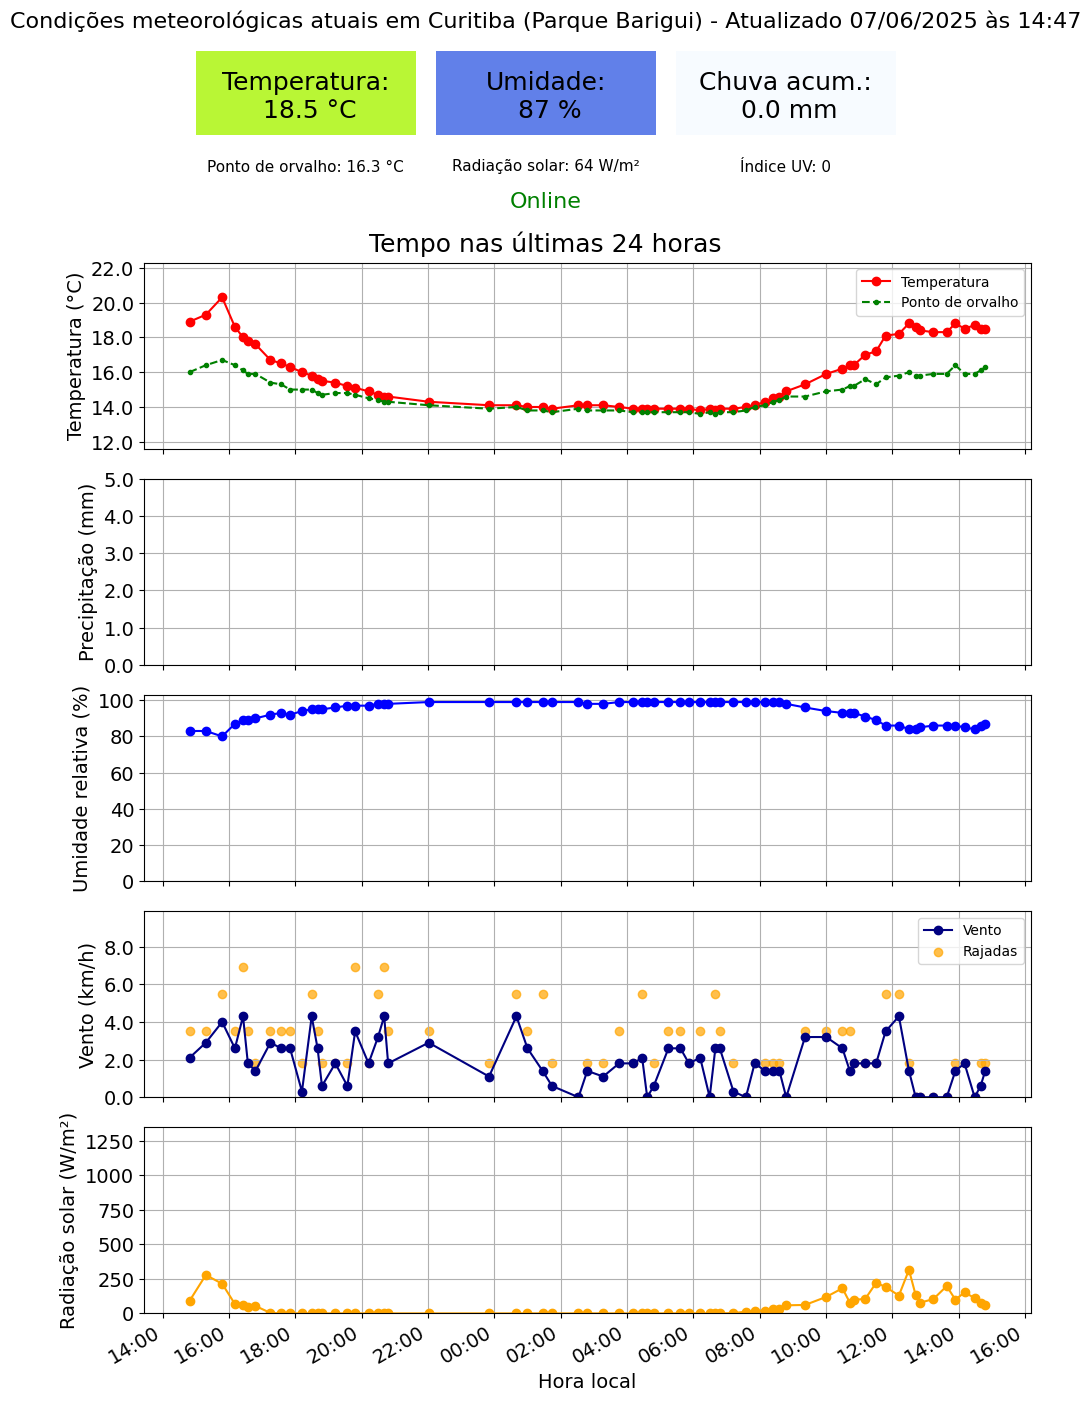 Condições meteorológicas atuais em Curitiba (Parque Barigui) - Atualizado 07/06/2025 às 14:47
Temperatura:
18.5 °C
Umidade:
87 %
Chuva acum.:
0.0 mm
Ponto de orvalho: 16.3 °C
Radiação solar: 64 W/m²
Índice UV: 0
Online
Tempo nas últimas 24 horas
Temperatura (°C)
22.0
20.0
18.0
16.0
14.0
12.0
Temperatura
Ponto de orvalho
Precipitação (mm)
5.0
4.0
3.0
2.0
1.0
0.0
Umidade relativa (%)
100
80
60
40
20
0
Vento (km/h)
8.0
6.0
4.0
2.0
0.0
Vento
Rajadas
Radiação solar (W/m²)
1250
1000
750
500
250
0
14:00
16:00
18:00
20:00
22:00
00:00
02:00
04:00
06:00
08:00
10:00
12:00
14:00
16:00
Hora local